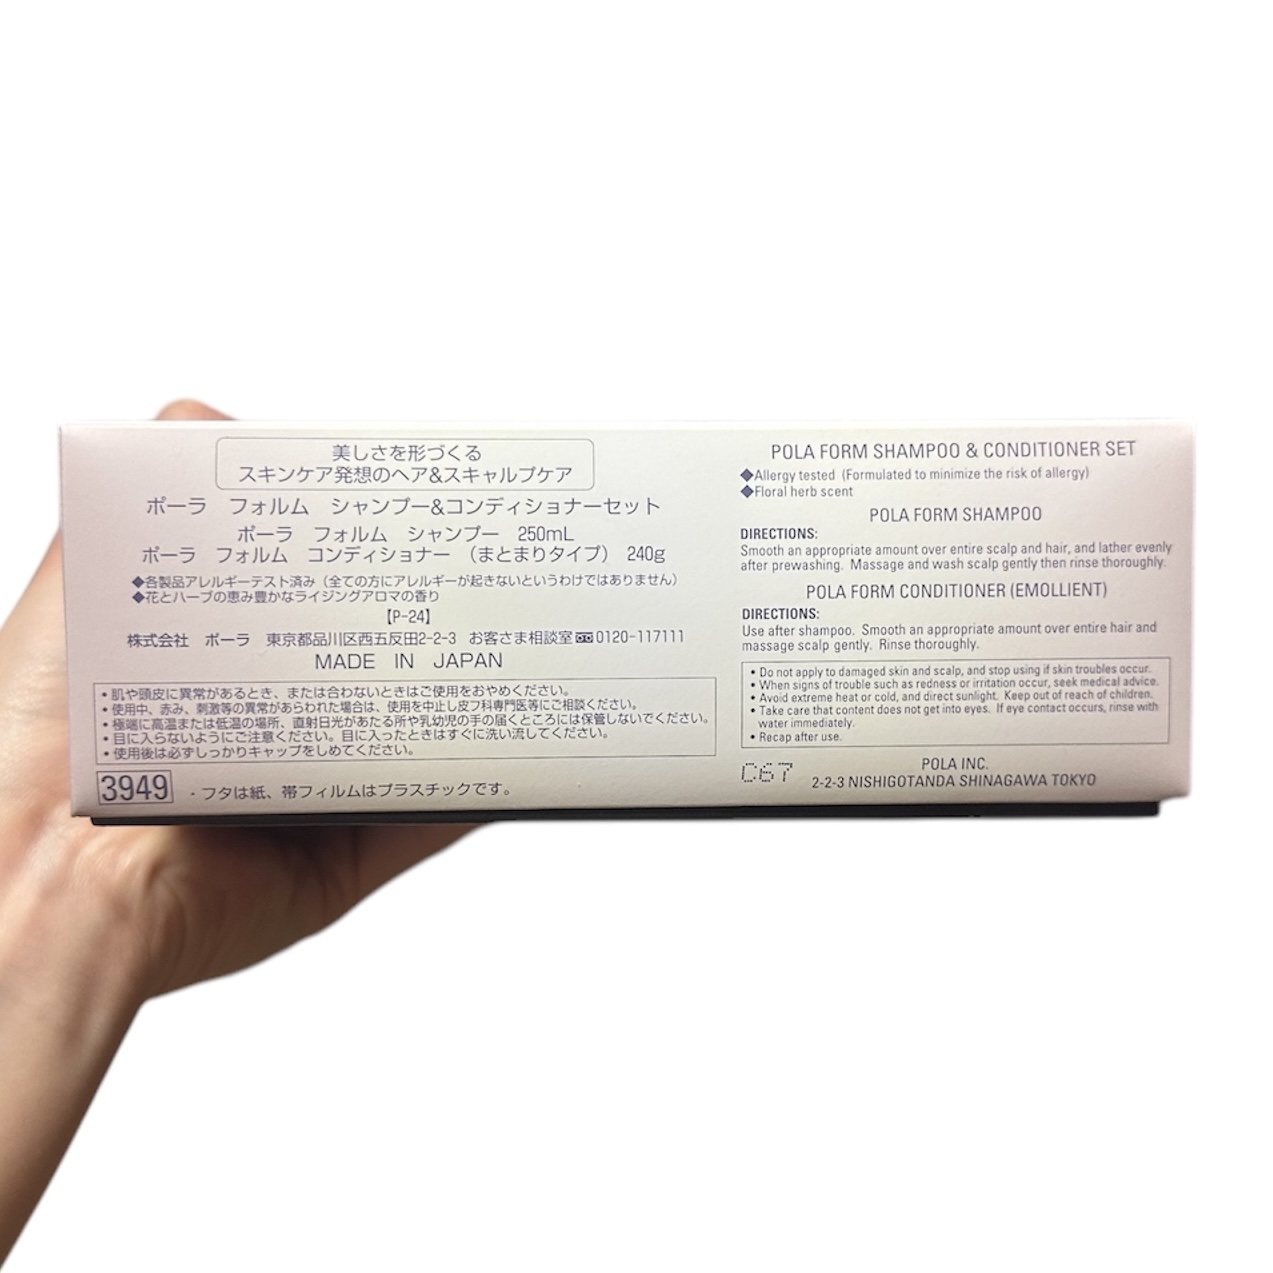 美しさを形づくる
スキンケア発想のヘア&スキャルプケア
ポーラ フォルム シャンプー&コンディショナーセット
ポーラ フォルム シャンプー 250mL
ポーラ フォルム コンディショナー (まとまりタイプ) 240g
◆各製品アレルギーテスト済み(全ての方にアレルギーが起きないというわけではありません)
◆花とハーブの恵み豊かなライジングアロマの香り
【P-24】
株式会社 ポーラ 東京都品川区西五反田2-2-3 お客さま相談室 0120-117111
MADE IN JAPAN
・肌や頭皮に異常があるとき、または合わないときはご使用をおやめください。
・使用中、赤み、刺激等の異常があらわれた場合は、使用を中止し皮フ科専門医等にご相談ください。
・極端に高温または低温の場所、直射日光があたる所や乳幼児の手の届くところには保管しないでください。
・目に入らないようにご注意ください。目に入ったときはすぐに洗い流してください。
・使用後は必ずしっかりキャップをしめてください。
3949 ・フタは紙、帯フィルムはプラスチックです。
POLA FORM SHAMPOO & CONDITIONER SET
◆Allergy tested (Formulated to minimize the risk of allergy)
◆Floral herb scent
POLA FORM SHAMPOO
DIRECTIONS:
Smooth an appropriate amount over entire scalp and hair, and lather evenly
after prewashing. Massage and wash scalp gently then rinse thoroughly.
POLA FORM CONDITIONER (EMOLLIENT)
DIRECTIONS:
Use after shampoo. Smooth an appropriate amount over entire hair and
massage scalp gently. Rinse thoroughly.
• Do not apply to damaged skin and scalp, and stop using if skin troubles occur.
• When signs of trouble such as redness or irritation occur, seek medical advice.
• Avoid extreme heat or cold, and direct sunlight. Keep out of reach of children.
• Take care that content does not get into eyes. If eye contact occurs, rinse with
water immediately.
• Recap after use.
C67
POLA INC.
2-2-3 NISHIGOTANDA SHINAGAWA TOKYO